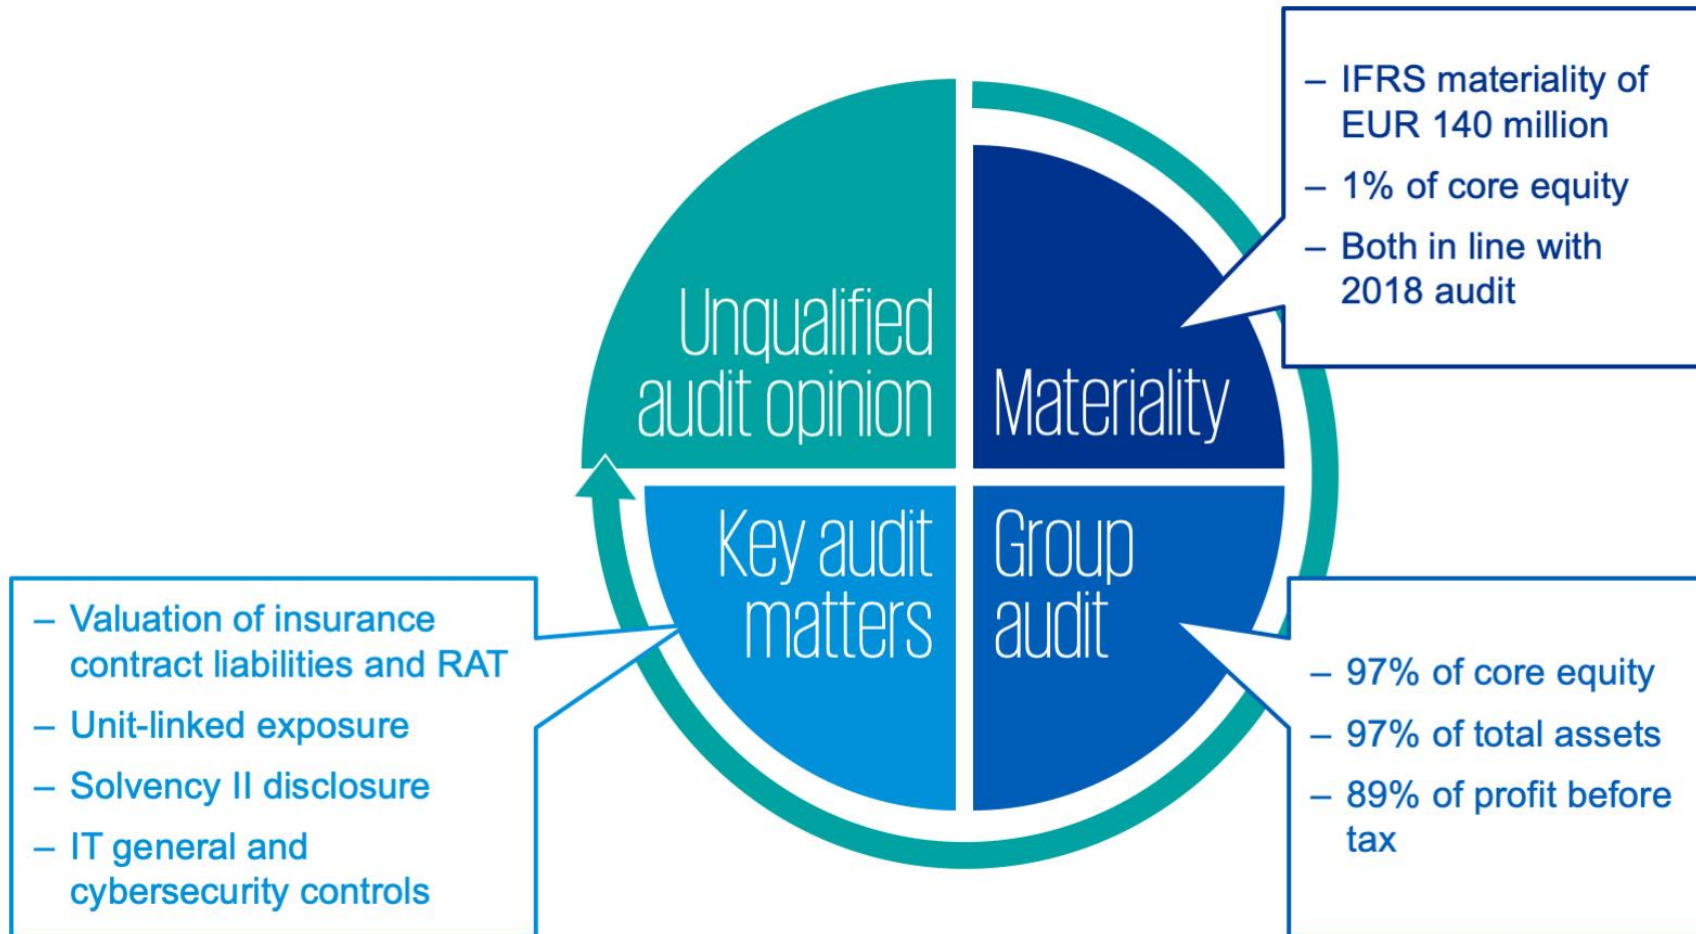 Unqualified
audit opinion
Materiality
– IFRS materiality of
EUR 140 million
– 1% of core equity
– Both in line with
2018 audit
Key audit
matters
– Valuation of insurance
contract liabilities and RAT
– Unit-linked exposure
– Solvency II disclosure
– IT general and
cybersecurity controls
Group
audit
– 97% of core equity
– 97% of total assets
– 89% of profit before
tax